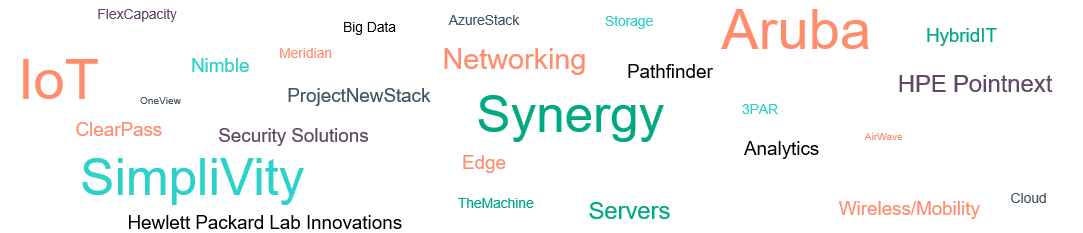 FlexCapacity
Big Data
AzureStack
Storage
Aruba
HybridIT
IoT
Nimble
Meridian
Networking
Pathfinder
HPE Pointnext
OneView
ProjectNewStack
Synergy
3PAR
ClearPass
Security Solutions
AirWave
Analytics
SimpliVity
Edge
Cloud
TheMachine
Servers
Wireless/Mobility
Hewlett Packard Lab Innovations